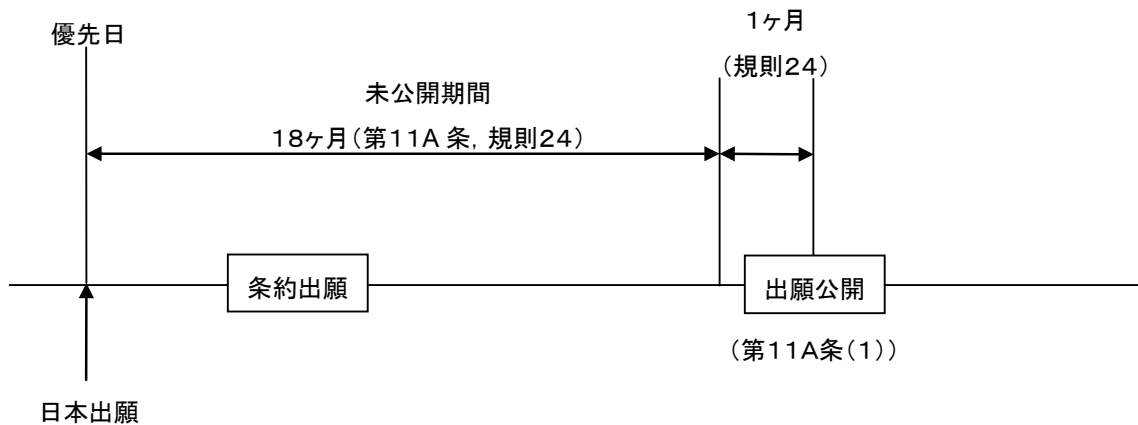 優先日
1ヶ月
（規則24）
未公開期間
18ヶ月（第11A 条, 規則24）
条約出願
出願公開
（第11A条(1)）
日本出願